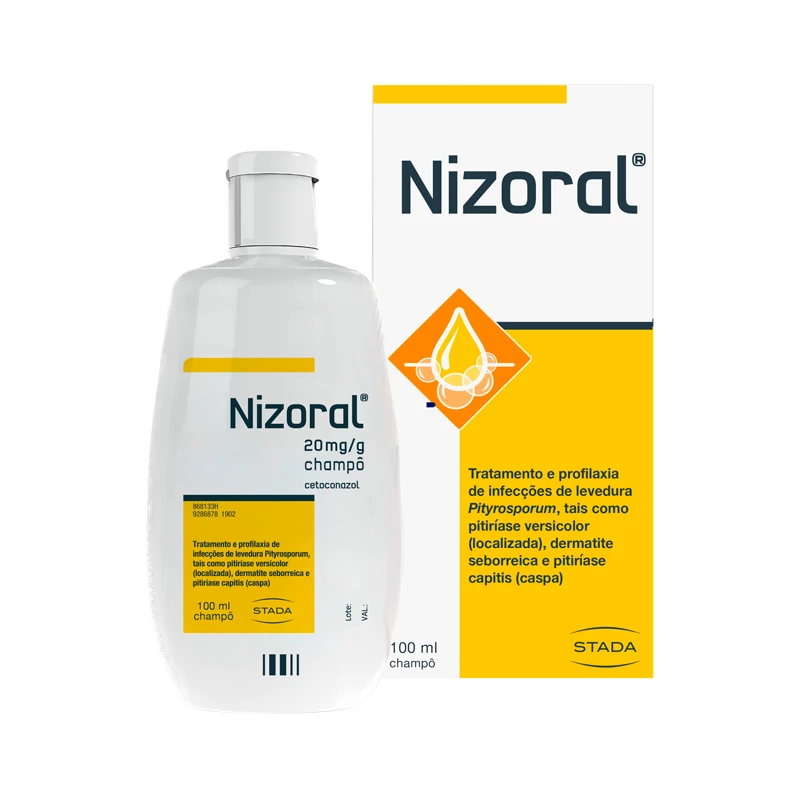 Nizoral®
20mg/g
champô
cetoconazol
868133H
9286878 1902
Tratamento e profilaxia de
infecções de levedura Pityrosporum,
tais como pitiríase versicolor
(localizada), dermatite seborreica e
pitiríase capitis (caspa)
100 ml
champô
STADA
Lote:
VAL.:
Nizoral®
Tratamento e profilaxia
de infecções de levedura
Pityrosporum, tais como
pitiríase versicolor
(localizada), dermatite
seborreica e pitiríase
capitis (caspa)
100 ml
champô
STADA